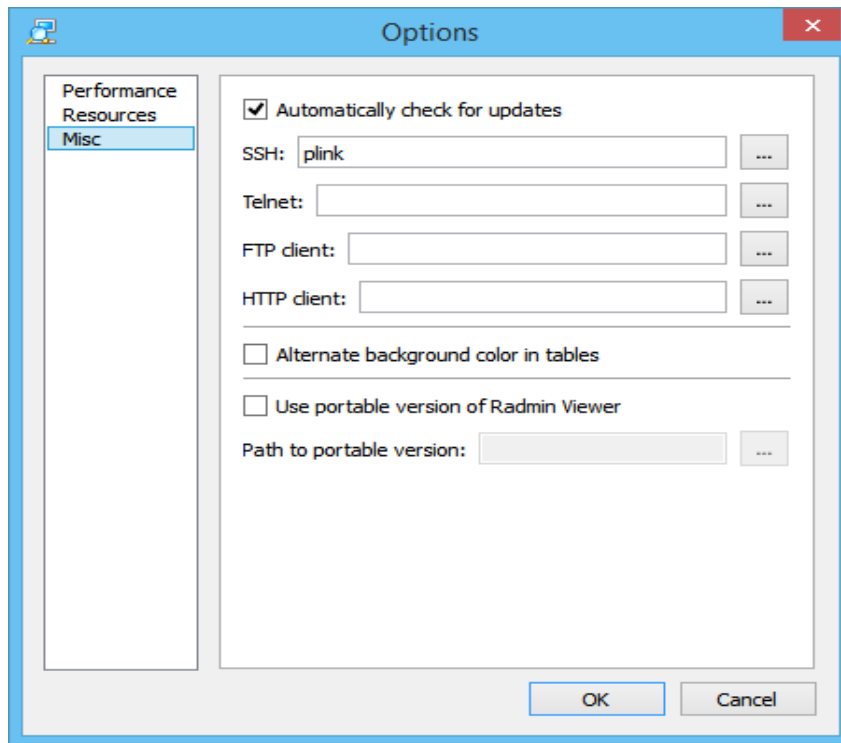 Options
Performance
Resources
Misc
Automatically check for updates
SSH: plink ...
Telnet: ...
FTP client: ...
HTTP client: ...
Alternate background color in tables
Use portable version of Radmin Viewer
Path to portable version: ...
OK Cancel